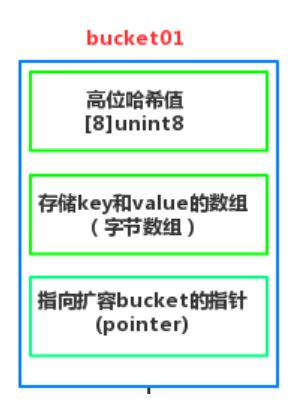 bucket01
高位哈希值
[8]unint8
存储key和value的数组
（字节数组）
指向扩容bucket的指针
(pointer)